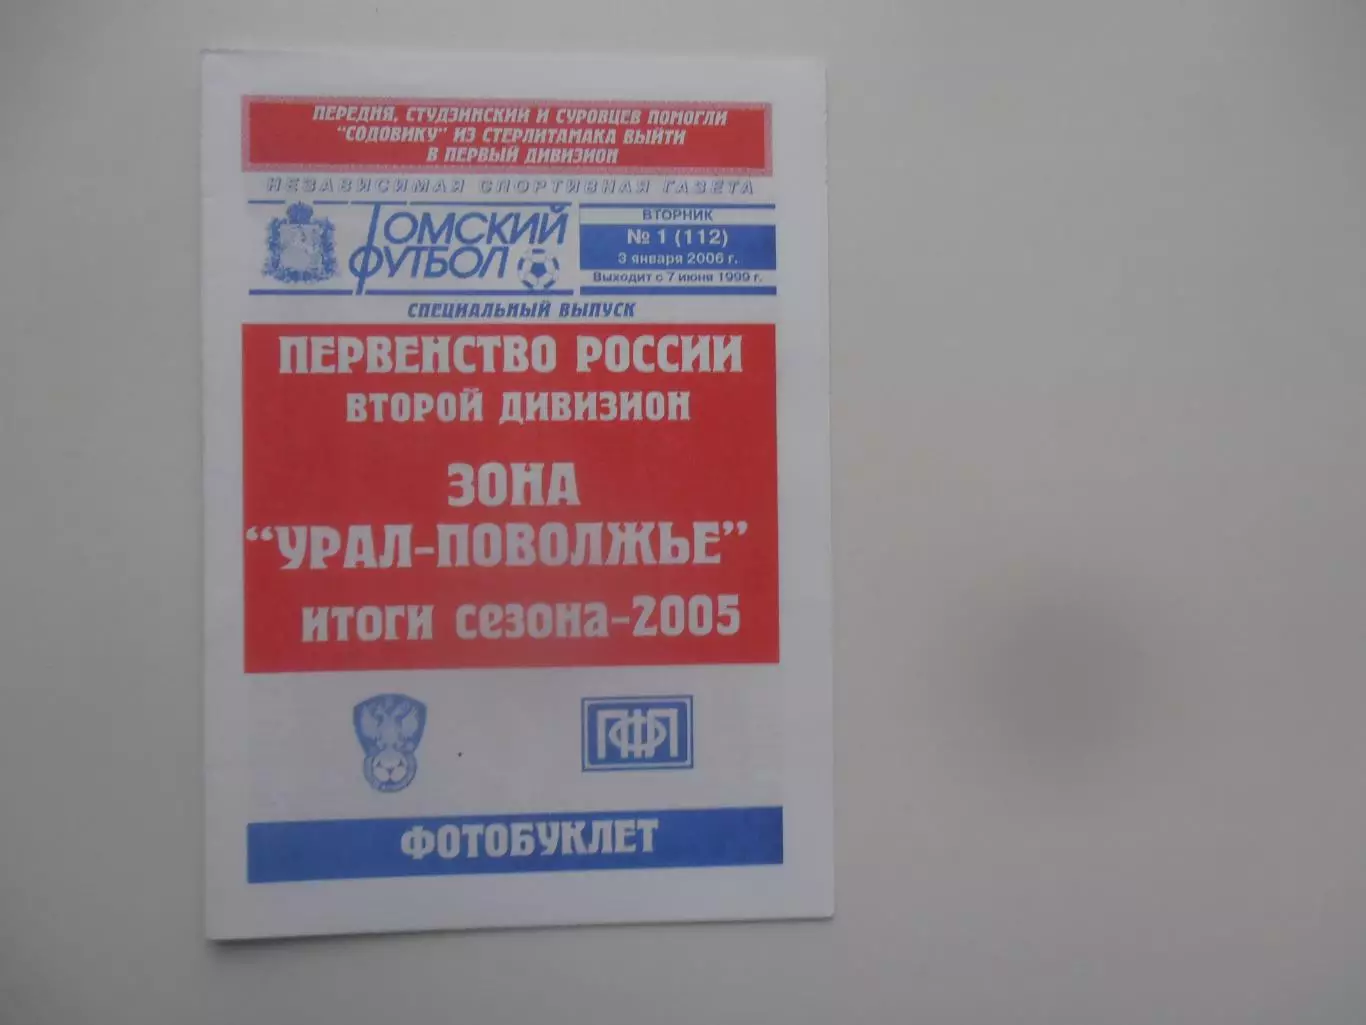 ПЕРЕДНЯ, СТУДЗИНСКИЙ И СУРОВЦЕВ ПОМОГЛИ
"СОДОВИКУ" ИЗ СТЕРЛИТАМАКА ВЫЙТИ
В ПЕРВЫЙ ДИВИЗИОН
НЕЗАВИСИМАЯ СПОРТИВНАЯ ГАЗЕТА
ТОМСКИЙ
ФУТБОЛ
ВТОРНИК
№ 1 (112)
3 января 2006 г.
Выходит с 7 июня 1999 г.
СПЕЦИАЛЬНЫЙ ВЫПУСК
ПЕРВЕНСТВО РОССИИ
ВТОРОЙ ДИВИЗИОН
ЗОНА
"УРАЛ-ПОВОЛЖЬЕ"
ИТОГИ СЕЗОНА-2005
ПФЛ
ФОТОБУКЛЕТ